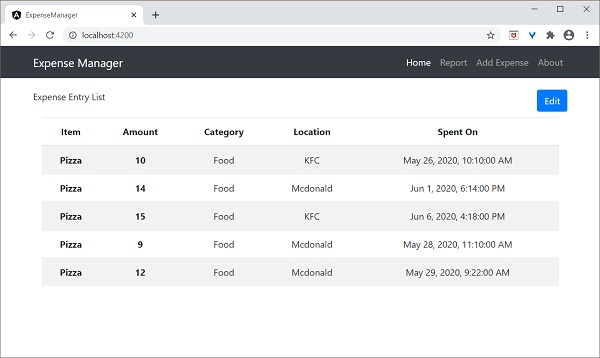 ExpenseManager
localhost:4200
Expense Manager
Home Report Add Expense About
Expense Entry List
Edit
Item Amount Category Location Spent On
Pizza 10 Food KFC May 26, 2020, 10:10:00 AM
Pizza 14 Food Mcdonald Jun 1, 2020, 6:14:00 PM
Pizza 15 Food KFC Jun 6, 2020, 4:18:00 PM
Pizza 9 Food Mcdonald May 28, 2020, 11:10:00 AM
Pizza 12 Food Mcdonald May 29, 2020, 9:22:00 AM